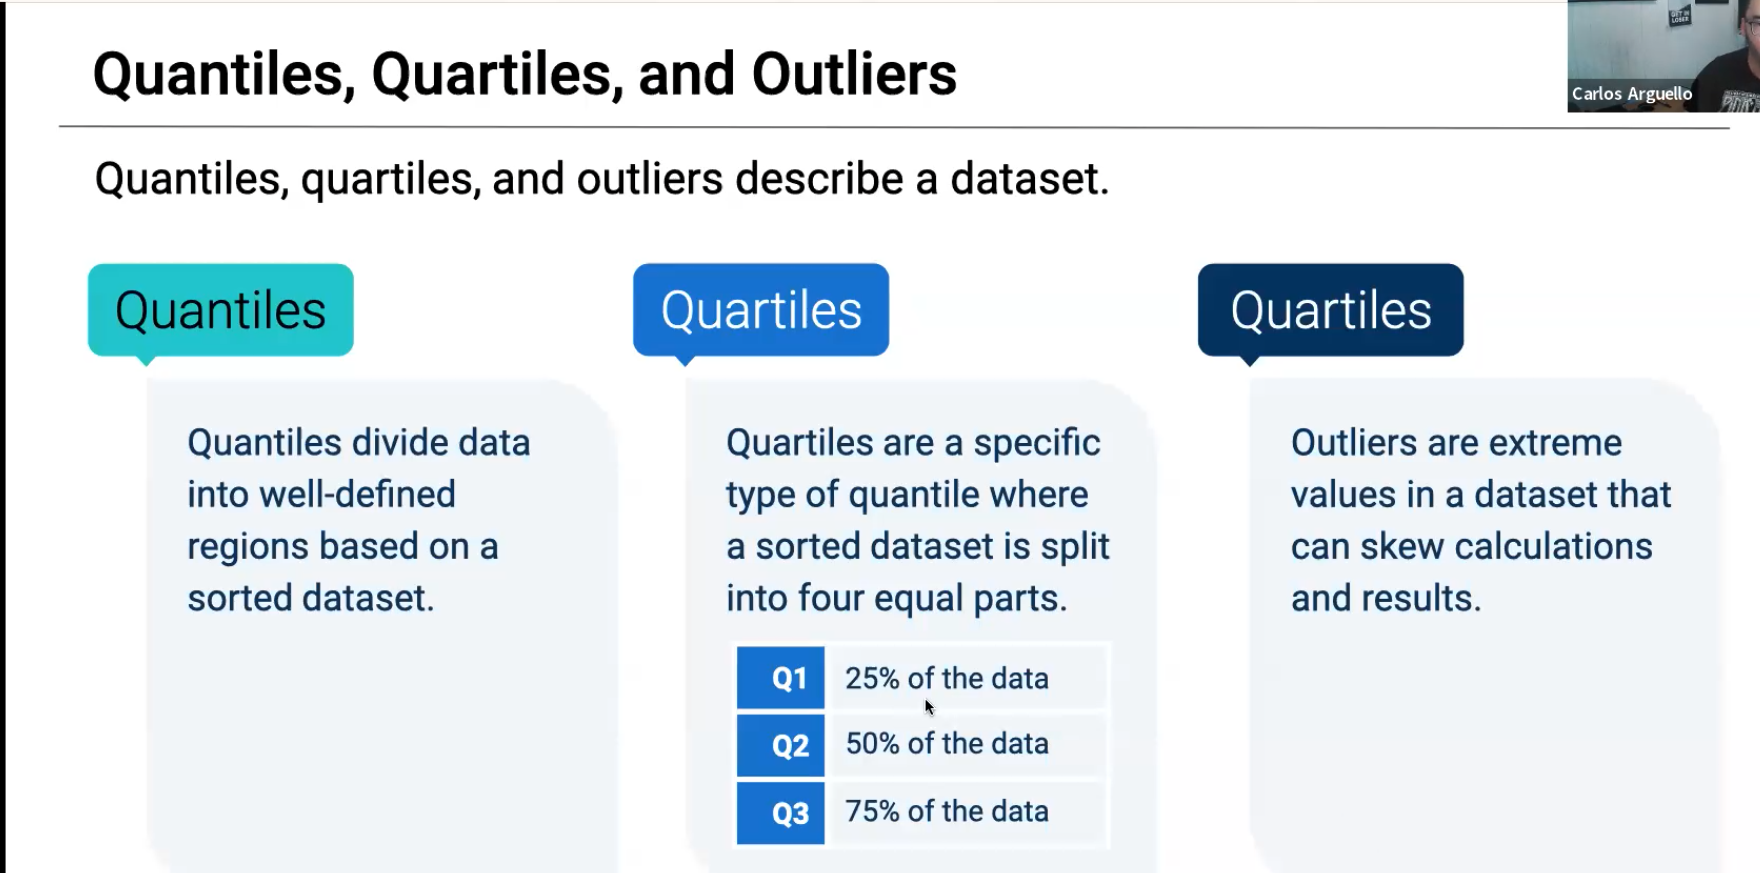 Quantiles, Quartiles, and Outliers
GET IN
LOSER
Carlos Arguello
Quantiles, quartiles, and outliers describe a dataset.
Quantiles
Quantiles divide data
into well-defined
regions based on a
sorted dataset.
Quartiles
Quartiles are a specific
type of quantile where
a sorted dataset is split
into four equal parts.
Q1 25% of the data
Q2 50% of the data
Q3 75% of the data
Quartiles
Outliers are extreme
values in a dataset that
can skew calculations
and results.